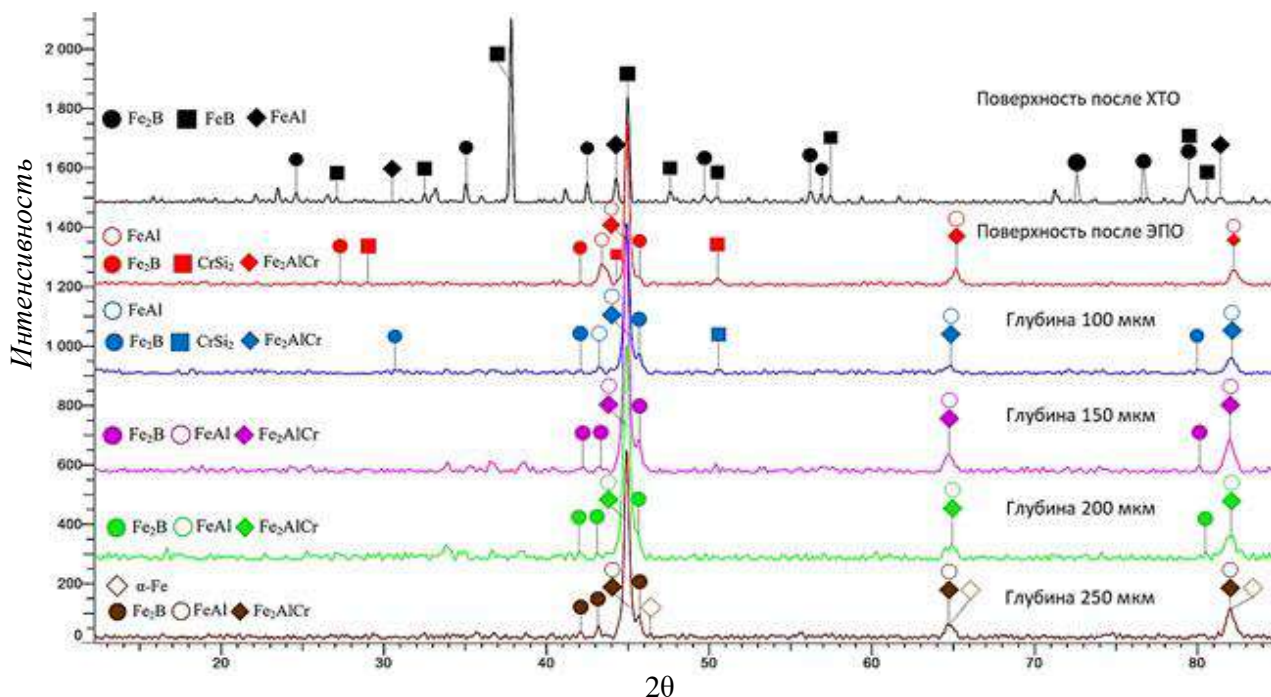 Интенсивность
2 000
1 800
1 600
1 400
1 200
1 000
800
600
400
200
0
Поверхность после ХТО
Fe₂B FeB FeAl
Поверхность после ЭПО
FeAl
Fe₂B CrSi₂ Fe₂AlCr
Глубина 100 мкм
FeAl
Fe₂B CrSi₂ Fe₂AlCr
Глубина 150 мкм
Fe₂B FeAl Fe₂AlCr
Глубина 200 мкм
Fe₂B FeAl Fe₂AlCr
Глубина 250 мкм
α-Fe
Fe₂B FeAl Fe₂AlCr
20 30 40 50 60 70 80
2θ